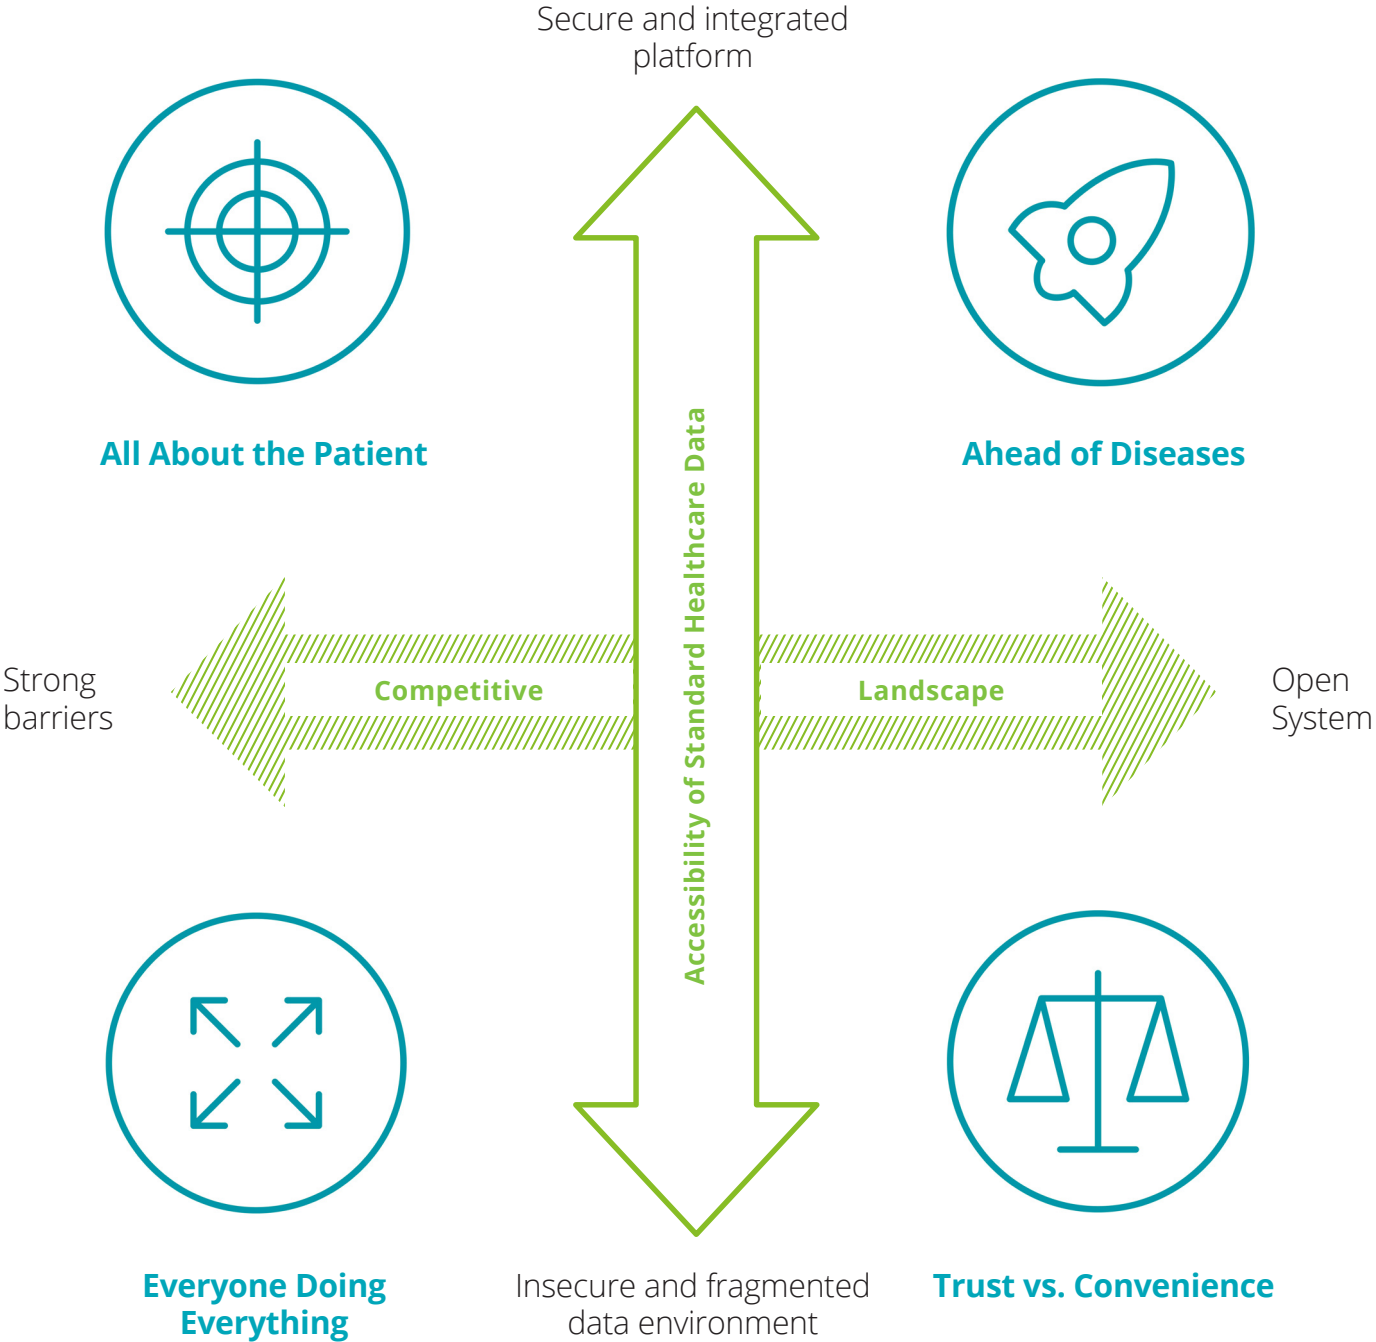 Secure and integrated
platform
All About the Patient
Ahead of Diseases
Accessibility of Standard Healthcare Data
Strong
barriers
Competitive
Landscape
Open
System
Everyone Doing
Everything
Insecure and fragmented
data environment
Trust vs. Convenience